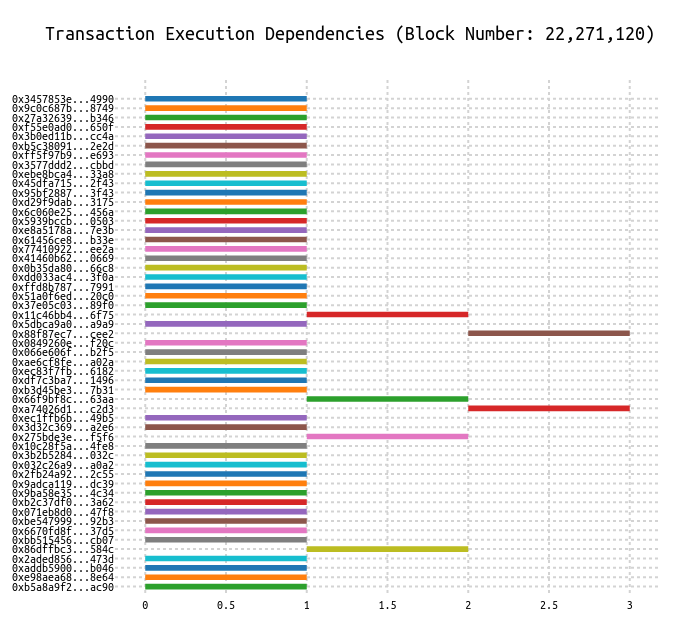 Transaction Execution Dependencies (Block Number: 22,271,120)
0x3457853e...4990
0x9c0c687b...8749
0x27a32639...b346
0xf55e0ad0...650f
0x3b0ed11b...cc4a
0xb5c38091...2e2d
0xff5f97b9...e693
0x3577ddd2...cbbd
0xebe8bca4...33a8
0x45dfa715...2f43
0x95bf2887...3f43
0xd29f9dab...3175
0x6c060e25...456a
0x5939bccb...0503
0xe8a5178a...7e3b
0x61456ce8...b33e
0x77410922...ee2a
0x41460b62...0669
0x0b35da80...66c8
0xdd033ac4...3f0a
0xffd8b787...7991
0x51a0f6ed...20c0
0x37e05c03...89f0
0x11c46bb4...6f75
0x5dbca9a0...a9a9
0x88f87ec7...cee2
0x0849260e...f20c
0x066e606f...b2f5
0xae6cf8fe...a02a
0xec83f7fb...6182
0xdf7c3ba7...1496
0xb3d45be3...7b31
0x66f9bf8c...63aa
0xa74026d1...c2d3
0xec1ffb6b...49b5
0x3d32c369...a2e6
0x275bde3e...f5f6
0x10c28f5a...4fe8
0x3b2b5284...032c
0x032c26a9...a0a2
0x2fb24a92...2c55
0x9adca119...dc39
0x9ba58e35...4c34
0xb2c37df0...3a62
0x071eb8d0...47f8
0xbe547999...92b3
0x6670fd8f...37d5
0xbb515456...cb07
0x86dffbc3...584c
0x2aded856...473d
0xaddb5900...b046
0xe98aea68...8e64
0xb5a8a9f2...ac90
0 0.5 1 1.5 2 2.5 3